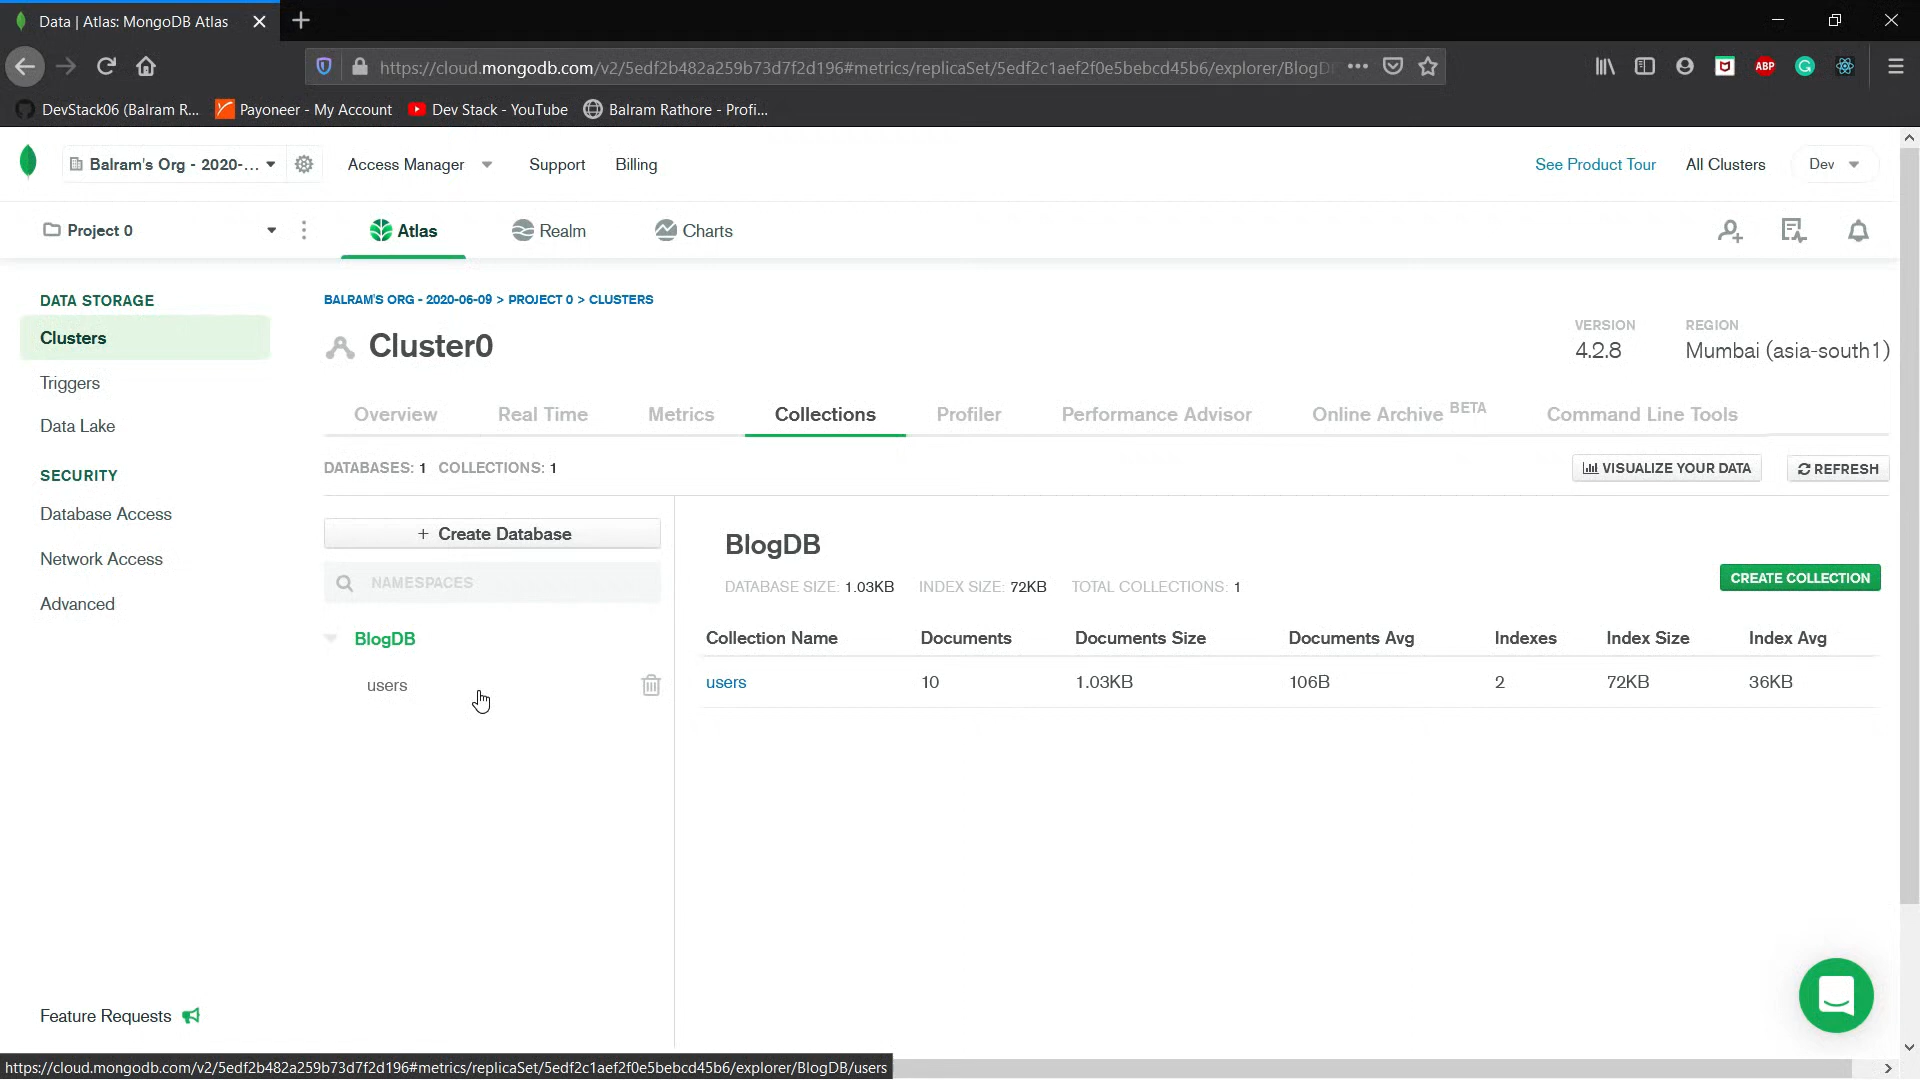 Data | Atlas: MongoDB Atlas
https://cloud.mongodb.com/v2/5edf2b482a259b73d7f2d196#metrics/replicaSet/5edf2c1aef2f0e5bebcd45b6/explorer/BlogD
ABP
DevStack06 (Balram R... Payoneer - My Account Dev Stack - YouTube Balram Rathore - Profi...
Balram's Org - 2020-... Access Manager Support Billing See Product Tour All Clusters Dev
Project 0 Atlas Realm Charts
DATA STORAGE
Clusters
Triggers
Data Lake
SECURITY
Database Access
Network Access
Advanced
Feature Requests
BALRAM'S ORG - 2020-06-09 > PROJECT 0 > CLUSTERS
Cluster0
VERSION REGION
4.2.8 Mumbai (asia-south1)
Overview Real Time Metrics Collections Profiler Performance Advisor Online Archive BETA Command Line Tools
DATABASES: 1 COLLECTIONS: 1
VISUALIZE YOUR DATA REFRESH
+ Create Database
NAMESPACES
BlogDB
users
BlogDB
DATABASE SIZE: 1.03KB INDEX SIZE: 72KB TOTAL COLLECTIONS: 1
CREATE COLLECTION
Collection Name Documents Documents Size Documents Avg Indexes Index Size Index Avg
users 10 1.03KB 106B 2 72KB 36KB
https://cloud.mongodb.com/v2/5edf2b482a259b73d7f2d196#metrics/replicaSet/5edf2c1aef2f0e5bebcd45b6/explorer/BlogDB/users